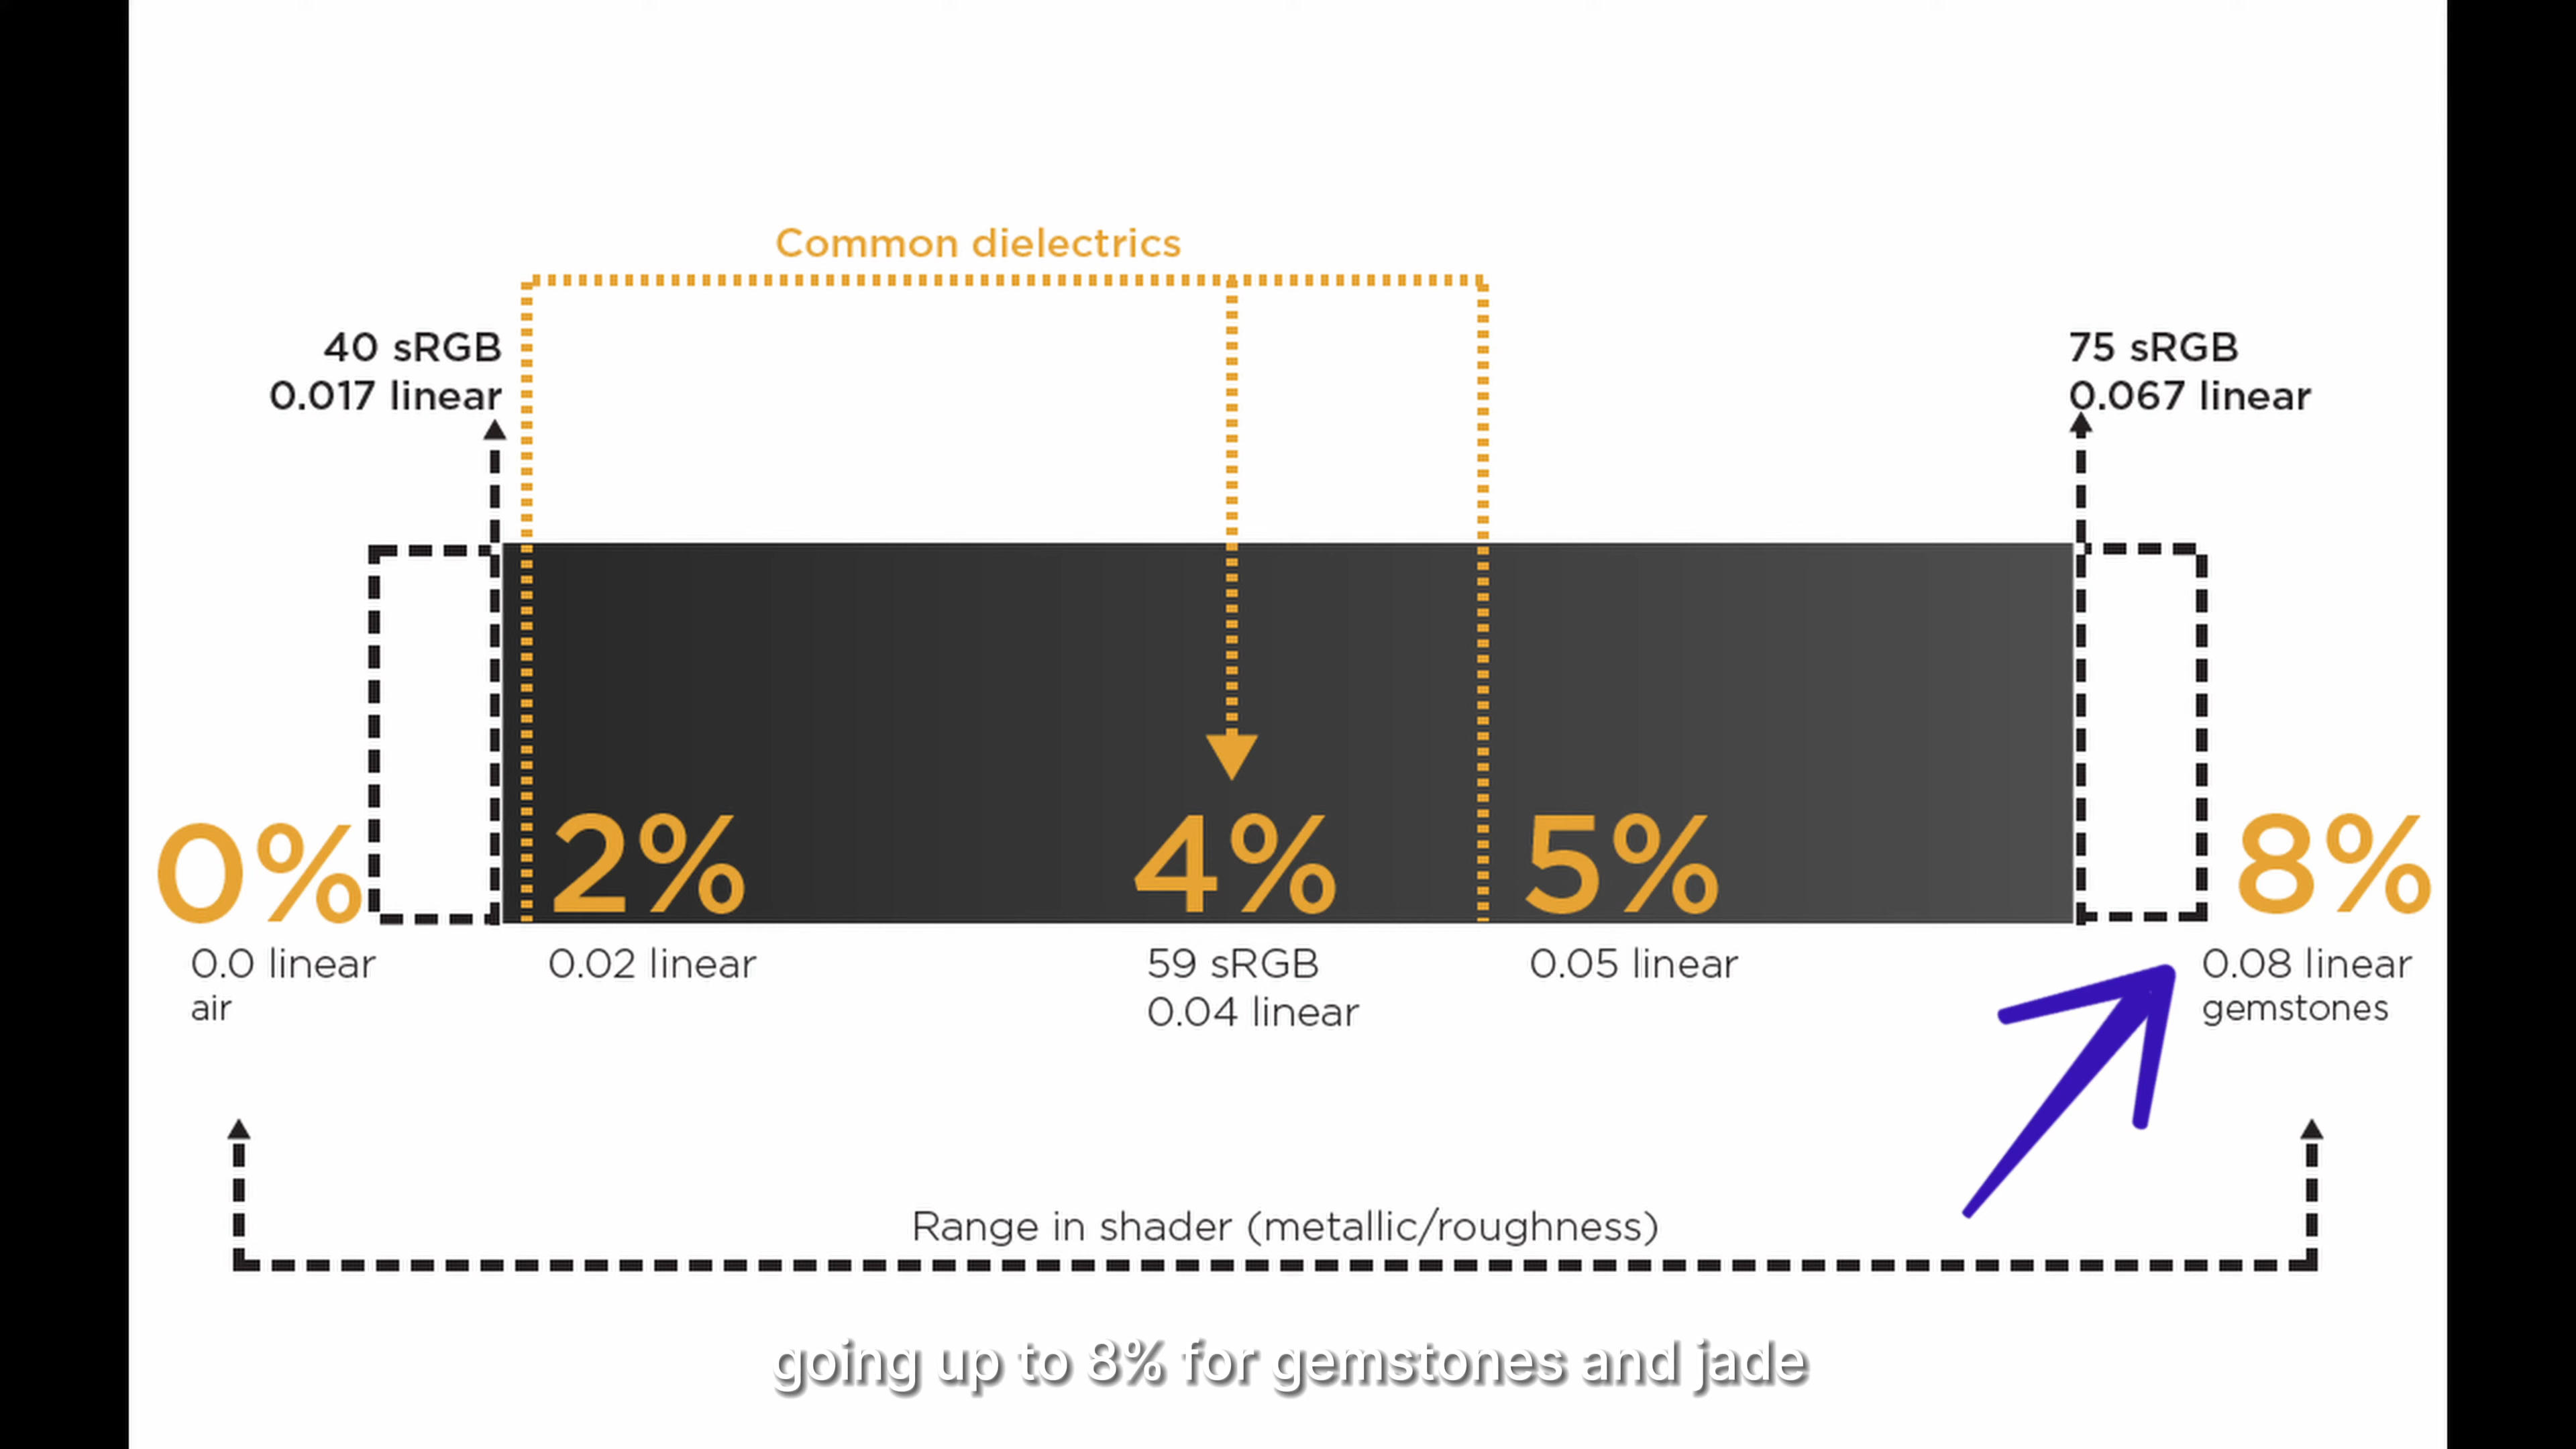 Common dielectrics
40 sRGB
0.017 linear
75 sRGB
0.067 linear
0%
2%
4%
5%
8%
0.0 linear
air
0.02 linear
59 sRGB
0.04 linear
0.05 linear
0.08 linear
gemstones
Range in shader (metallic/roughness)
going up to 8% for gemstones and jade